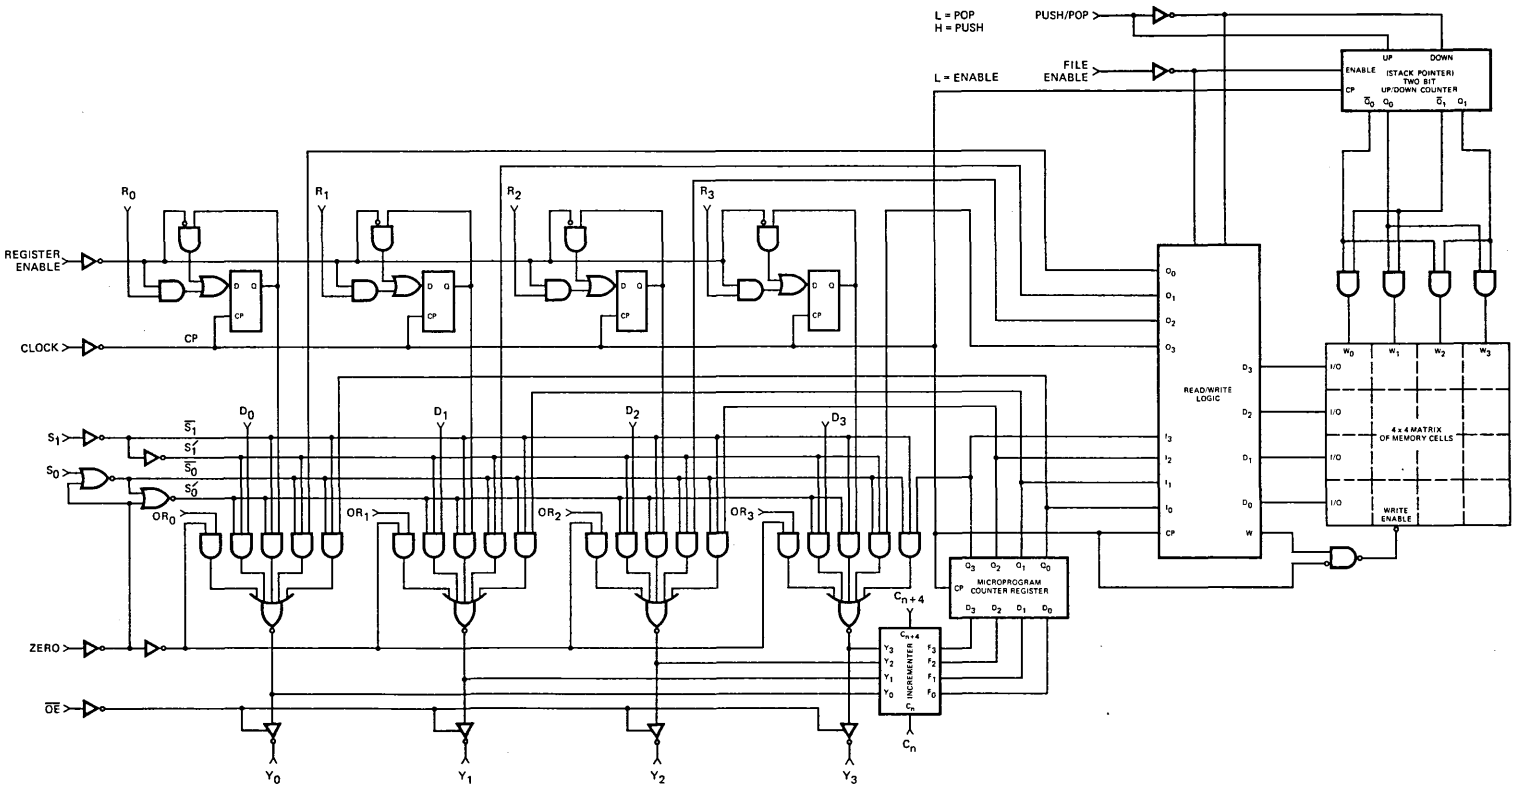 L = POP
H = PUSH
PUSH/POP
L = ENABLE
FILE
ENABLE
UP DOWN
ENABLE
(STACK POINTER)
TWO BIT
UP/DOWN COUNTER
CP
Q̅0 Q0 Q̅1 Q1
R0 R1 R2 R3
REGISTER
ENABLE
D Q
CP
D Q
CP
D Q
CP
D Q
CP
CLOCK
CP
O0
O1
O2
O3
READ/WRITE
LOGIC
I3
I2
I1
I0
CP
D3
D2
D1
D0
W
W0 W1 W2 W3
I/O
I/O
I/O
I/O
4 x 4 MATRIX
OF MEMORY CELLS
WRITE
ENABLE
D0 D1 D2 D3
S1
S̅1
S1′
S0
S̅0
S0′
OR0 OR1 OR2 OR3
Q3 Q2 Q1 Q0
CP
MICROPROGRAM
COUNTER REGISTER
D3 D2 D1 D0
Cn+4
Cn+4
Y3 F3
Y2 F2
Y1 F1
Y0 F0
INCREMENTER
Cn
Cn
ZERO
O̅E̅
Y0 Y1 Y2 Y3